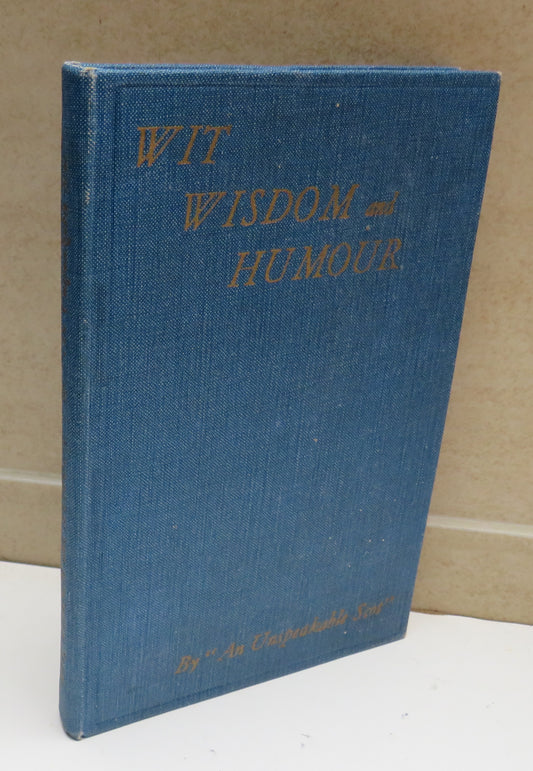 WIT
WISDOM and
HUMOUR
By "An Unspeakable Scot"